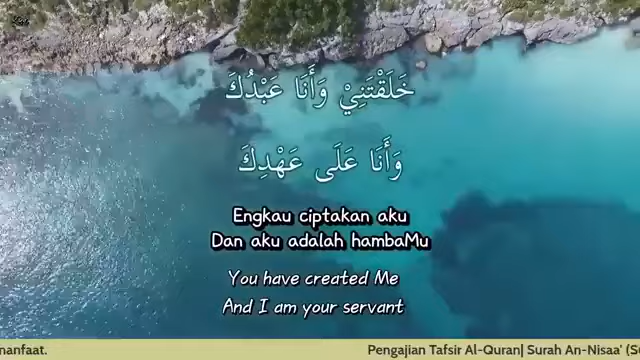 خَلَقْتَنِيْ وَأَنَا عَبْدُكَ
وَأَنَا عَلَى عَهْدِكَ
Engkau ciptakan aku
Dan aku adalah hambaMu
You have created Me
And I am your servant
nanfaat. Pengajian Tafsir Al-Quran| Surah An-Nisaa' (Su